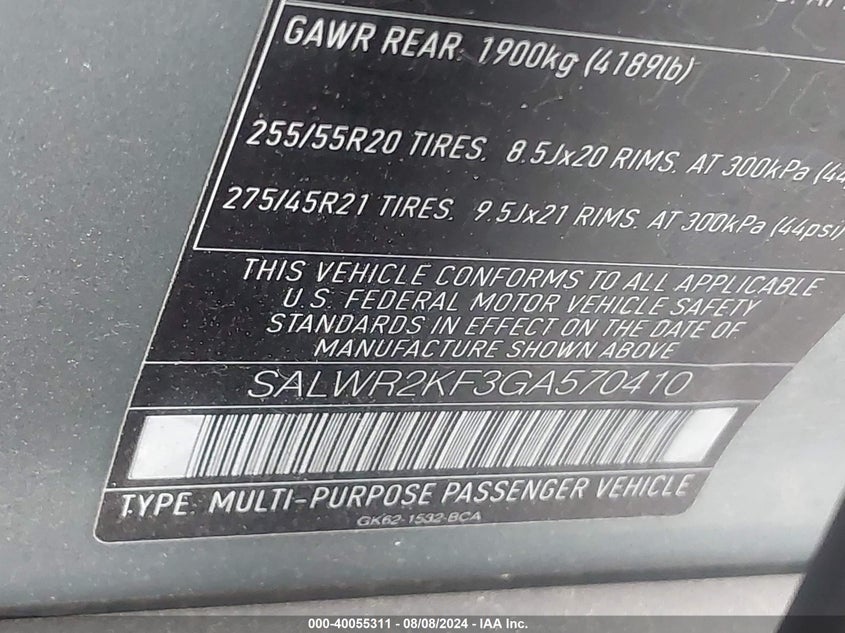 GAWR REAR: 1900kg (4189lb)
255/55R20 TIRES. 8.5Jx20 RIMS. AT 300kPa (44
275/45R21 TIRES. 9.5Jx21 RIMS. AT 300kPa (44psi)
THIS VEHICLE CONFORMS TO ALL APPLICABLE
U.S. FEDERAL MOTOR VEHICLE SAFETY
STANDARDS IN EFFECT ON THE DATE OF
MANUFACTURE SHOWN ABOVE
SALWR2KF3GA570410
TYPE: MULTI-PURPOSE PASSENGER VEHICLE
GK62-1532-BCA
000-40055311 - 08/08/2024 - IAA Inc.